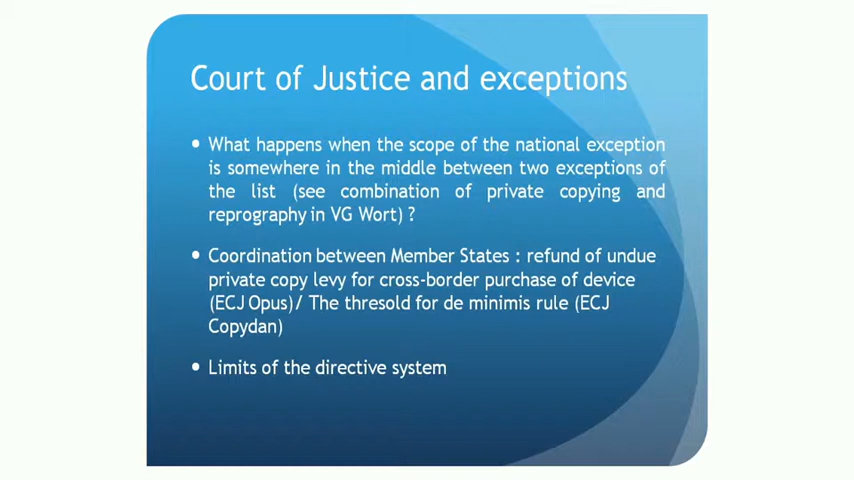 Court of Justice and exceptions
• What happens when the scope of the national exception
is somewhere in the middle between two exceptions of
the list (see combination of private copying and
reprography in VG Wort) ?
• Coordination between Member States : refund of undue
private copy levy for cross-border purchase of device
(ECJ Opus)/ The thresold for de minimis rule (ECJ
Copydan)
• Limits of the directive system